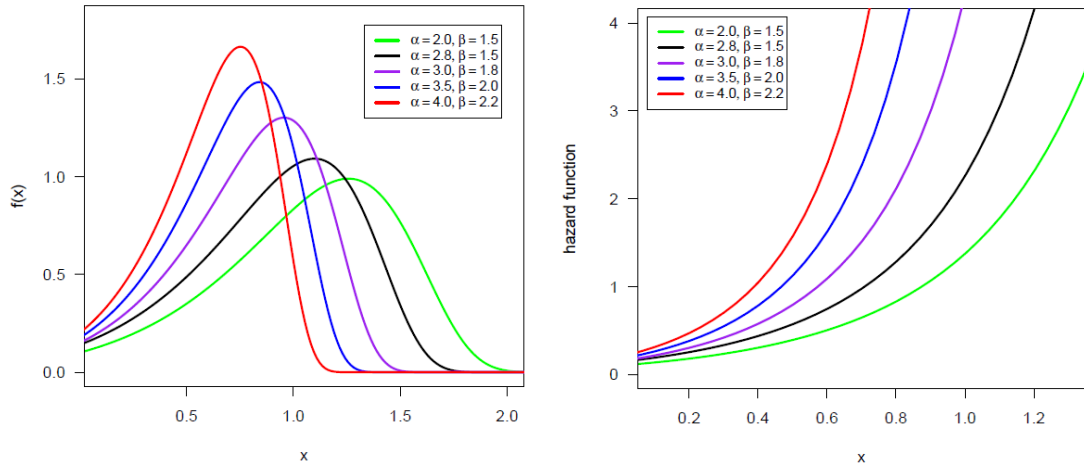 f(x)
1.5
1.0
0.5
0.0
α = 2.0, β = 1.5
α = 2.8, β = 1.5
α = 3.0, β = 1.8
α = 3.5, β = 2.0
α = 4.0, β = 2.2
0.5 1.0 1.5 2.0
x
hazard function
4
3
2
1
0
α = 2.0, β = 1.5
α = 2.8, β = 1.5
α = 3.0, β = 1.8
α = 3.5, β = 2.0
α = 4.0, β = 2.2
0.2 0.4 0.6 0.8 1.0 1.2
x